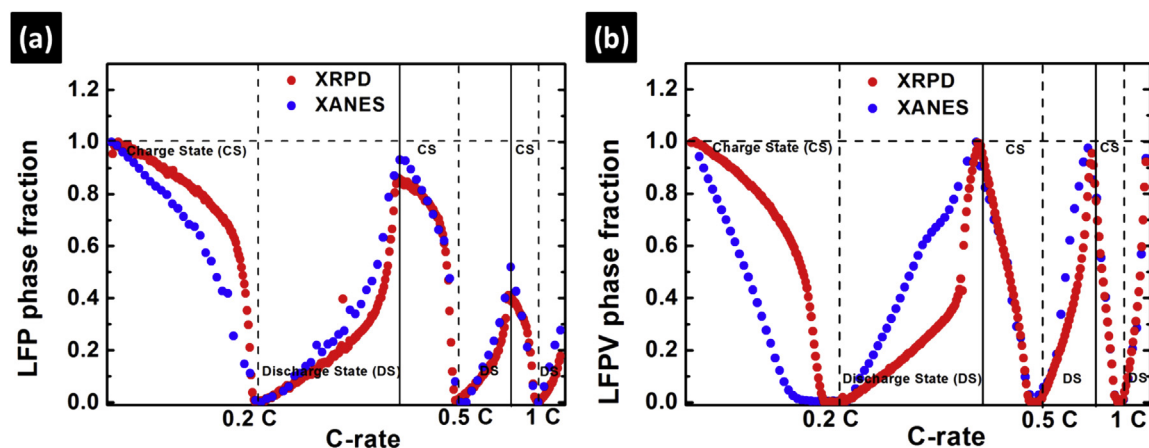 (a)
LFP phase fraction
1.2
1.0
0.8
0.6
0.4
0.2
0.0
XRPD
XANES
Charge State (CS)
CS
CS
Discharge State (DS)
DS
DS
0.2 C
0.5 C
1 C
C-rate
(b)
LFPV phase fraction
1.2
1.0
0.8
0.6
0.4
0.2
0.0
XRPD
XANES
Charge State (CS)
CS
CS
Discharge State (DS)
DS
DS
0.2 C
0.5 C
1 C
C-rate